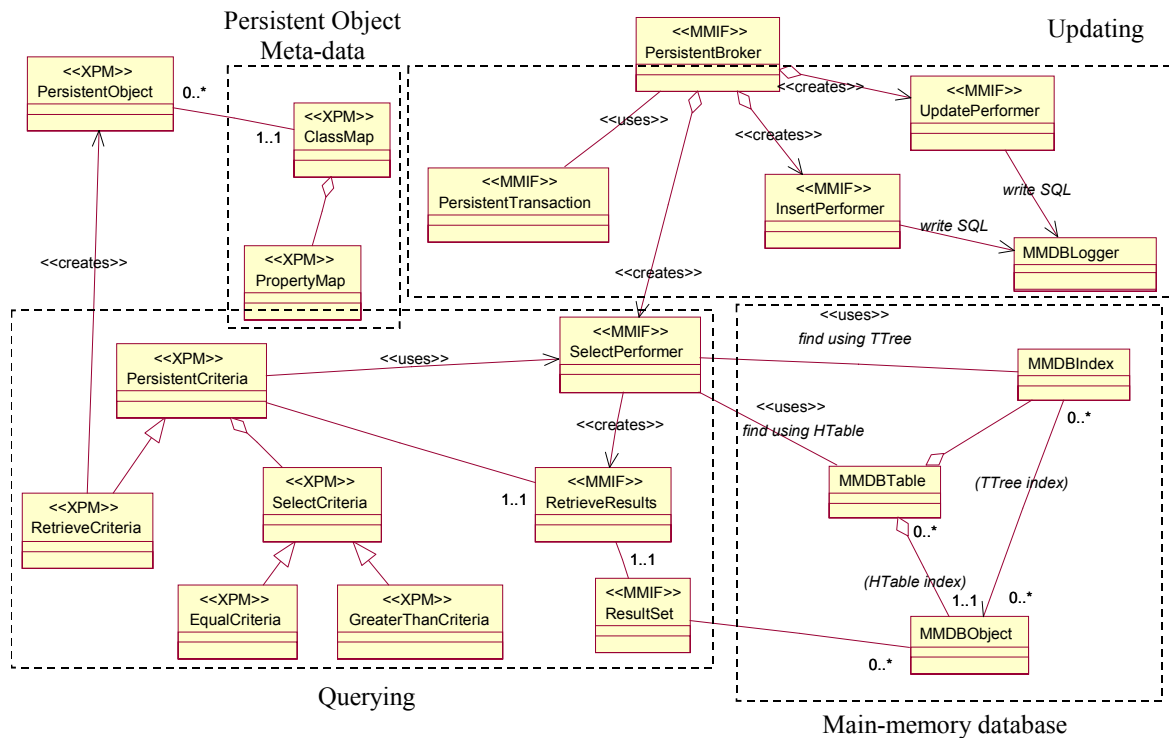 Persistent Object
Meta-data
Updating
<<XPM>>
PersistentObject
0..*
1..1
<<XPM>>
ClassMap
<<XPM>>
PropertyMap
<<creates>>
<<MMIF>>
PersistentBroker
<<creates>>
<<MMIF>>
UpdatePerformer
<<uses>>
<<creates>>
<<MMIF>>
PersistentTransaction
<<MMIF>>
InsertPerformer
write SQL
write SQL
MMDBLogger
<<creates>>
<<XPM>>
PersistentCriteria
<<uses>>
<<MMIF>>
SelectPerformer
<<creates>>
<<XPM>>
RetrieveCriteria
<<XPM>>
SelectCriteria
1..1
<<MMIF>>
RetrieveResults
1..1
<<XPM>>
EqualCriteria
<<XPM>>
GreaterThanCriteria
<<MMIF>>
ResultSet
Querying
<<uses>>
find using TTree
MMDBIndex
0..*
<<uses>>
find using HTable
MMDBTable
0..*
(TTree index)
(HTable index)
1..1
0..*
MMDBObject
0..*
Main-memory database